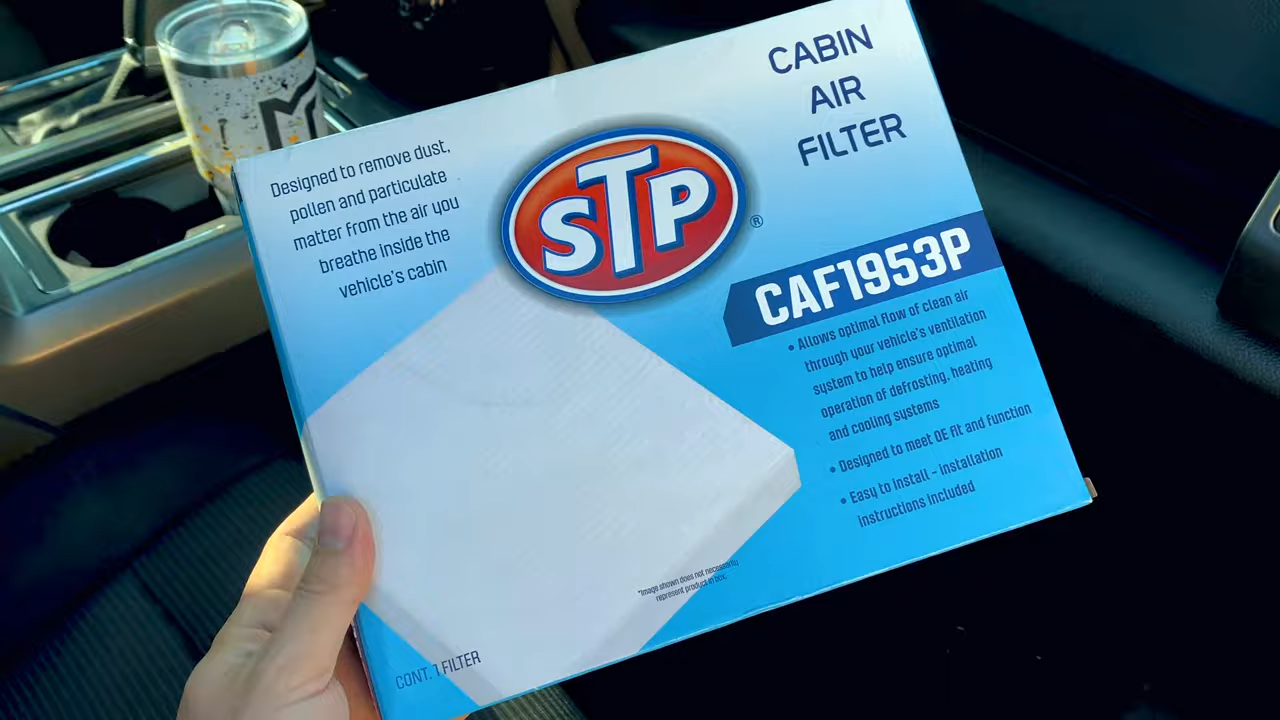 CABIN
AIR
FILTER
Designed to remove dust,
pollen and particulate
matter from the air you
breathe inside the
vehicle's cabin
STP
®
CAF1953P
• Allows optimal flow of clean air
through your vehicle's ventilation
system to help ensure optimal
operation of defrosting, heating
and cooling systems
• Designed to meet OE fit and function
• Easy to install - Installation
instructions included
*Image shown does not necessarily
represent product in box.
CONT. 1 FILTER